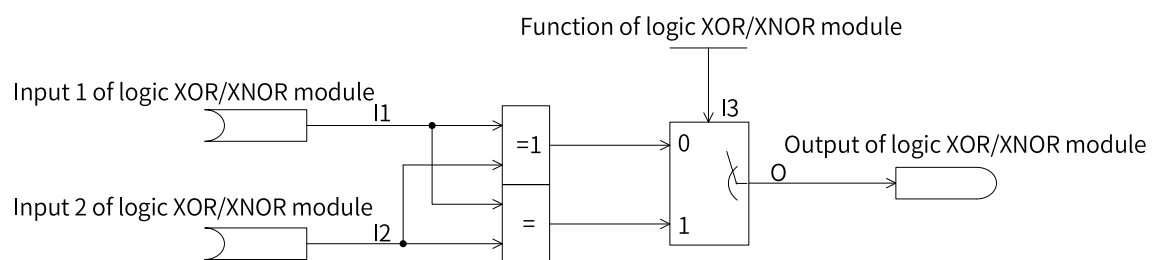 Function of logic XOR/XNOR module
Input 1 of logic XOR/XNOR module
I1
I3
=1
0
Output of logic XOR/XNOR module
O
Input 2 of logic XOR/XNOR module
I2
=
1